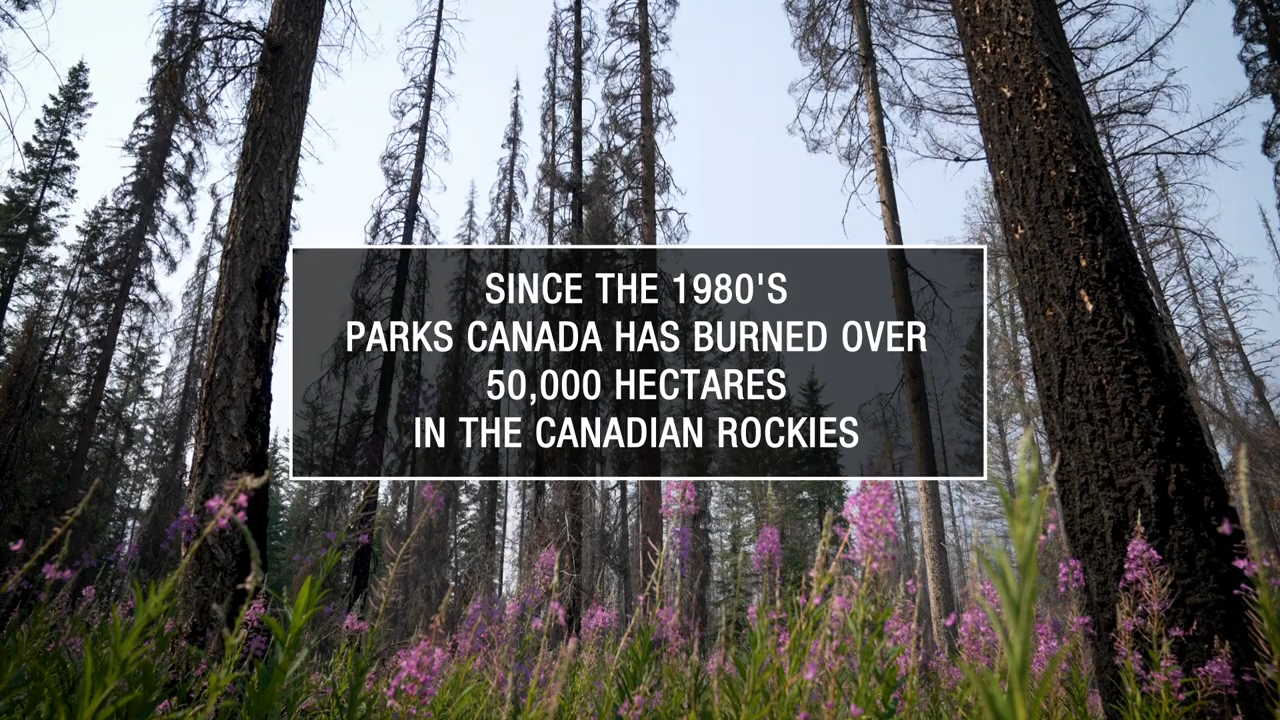 SINCE THE 1980'S
PARKS CANADA HAS BURNED OVER
50,000 HECTARES
IN THE CANADIAN ROCKIES